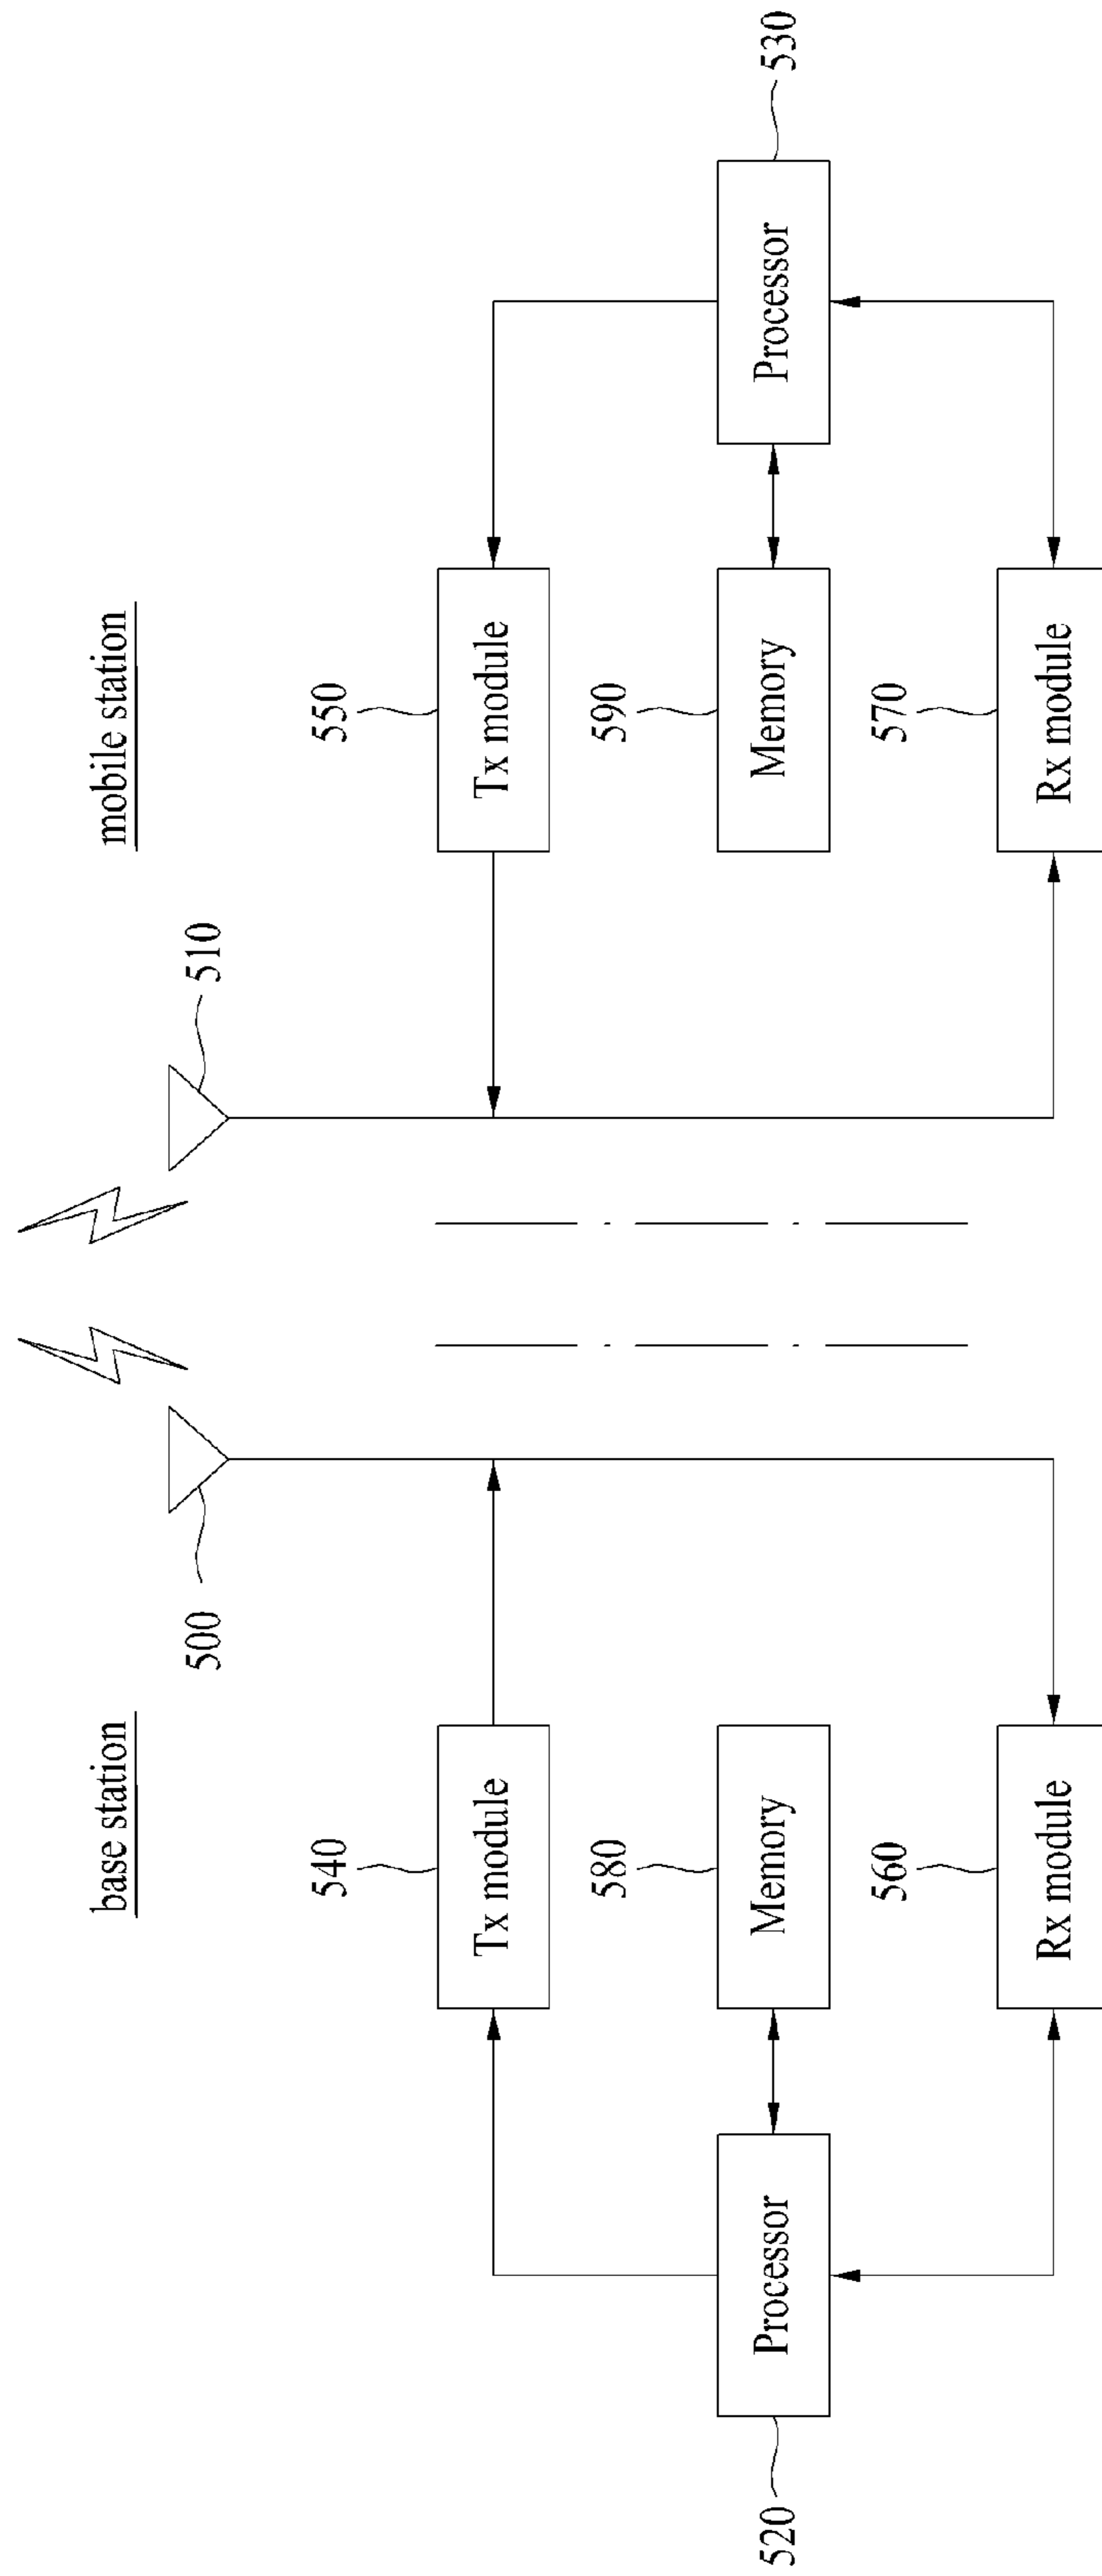 base station
mobile station
500
510
540
Tx module
550
Tx module
580
Memory
590
Memory
520
Processor
530
Processor
560
Rx module
570
Rx module